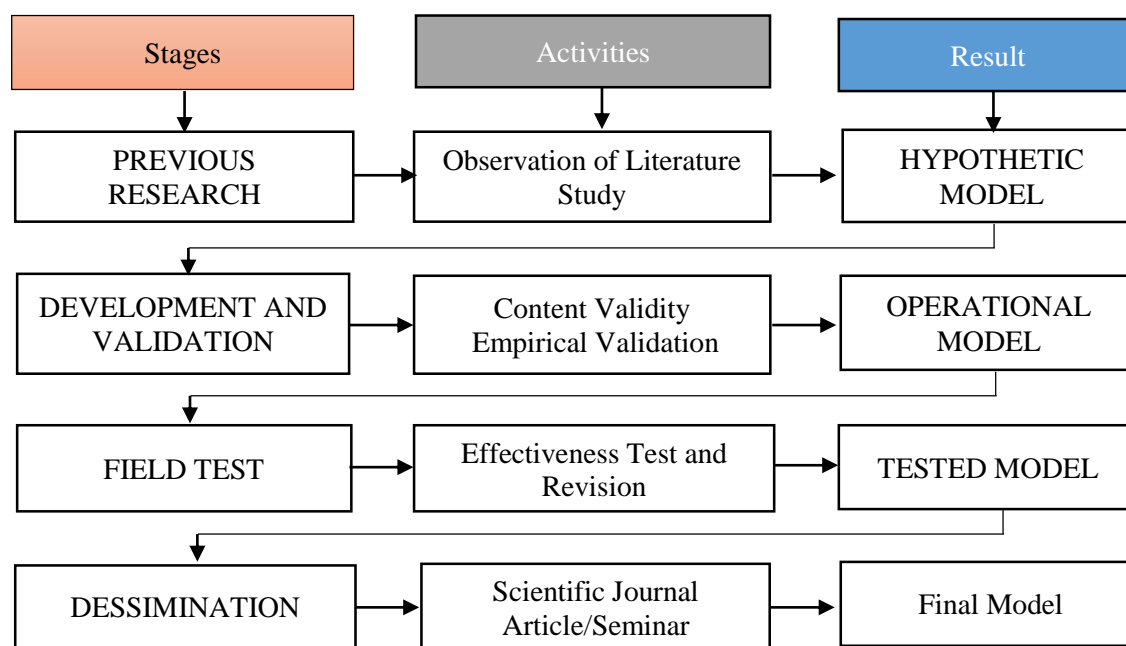 Stages
Activities
Result
PREVIOUS
RESEARCH
Observation of Literature
Study
HYPOTHETIC
MODEL
DEVELOPMENT AND
VALIDATION
Content Validity
Empirical Validation
OPERATIONAL
MODEL
FIELD TEST
Effectiveness Test and
Revision
TESTED MODEL
DESSIMINATION
Scientific Journal
Article/Seminar
Final Model